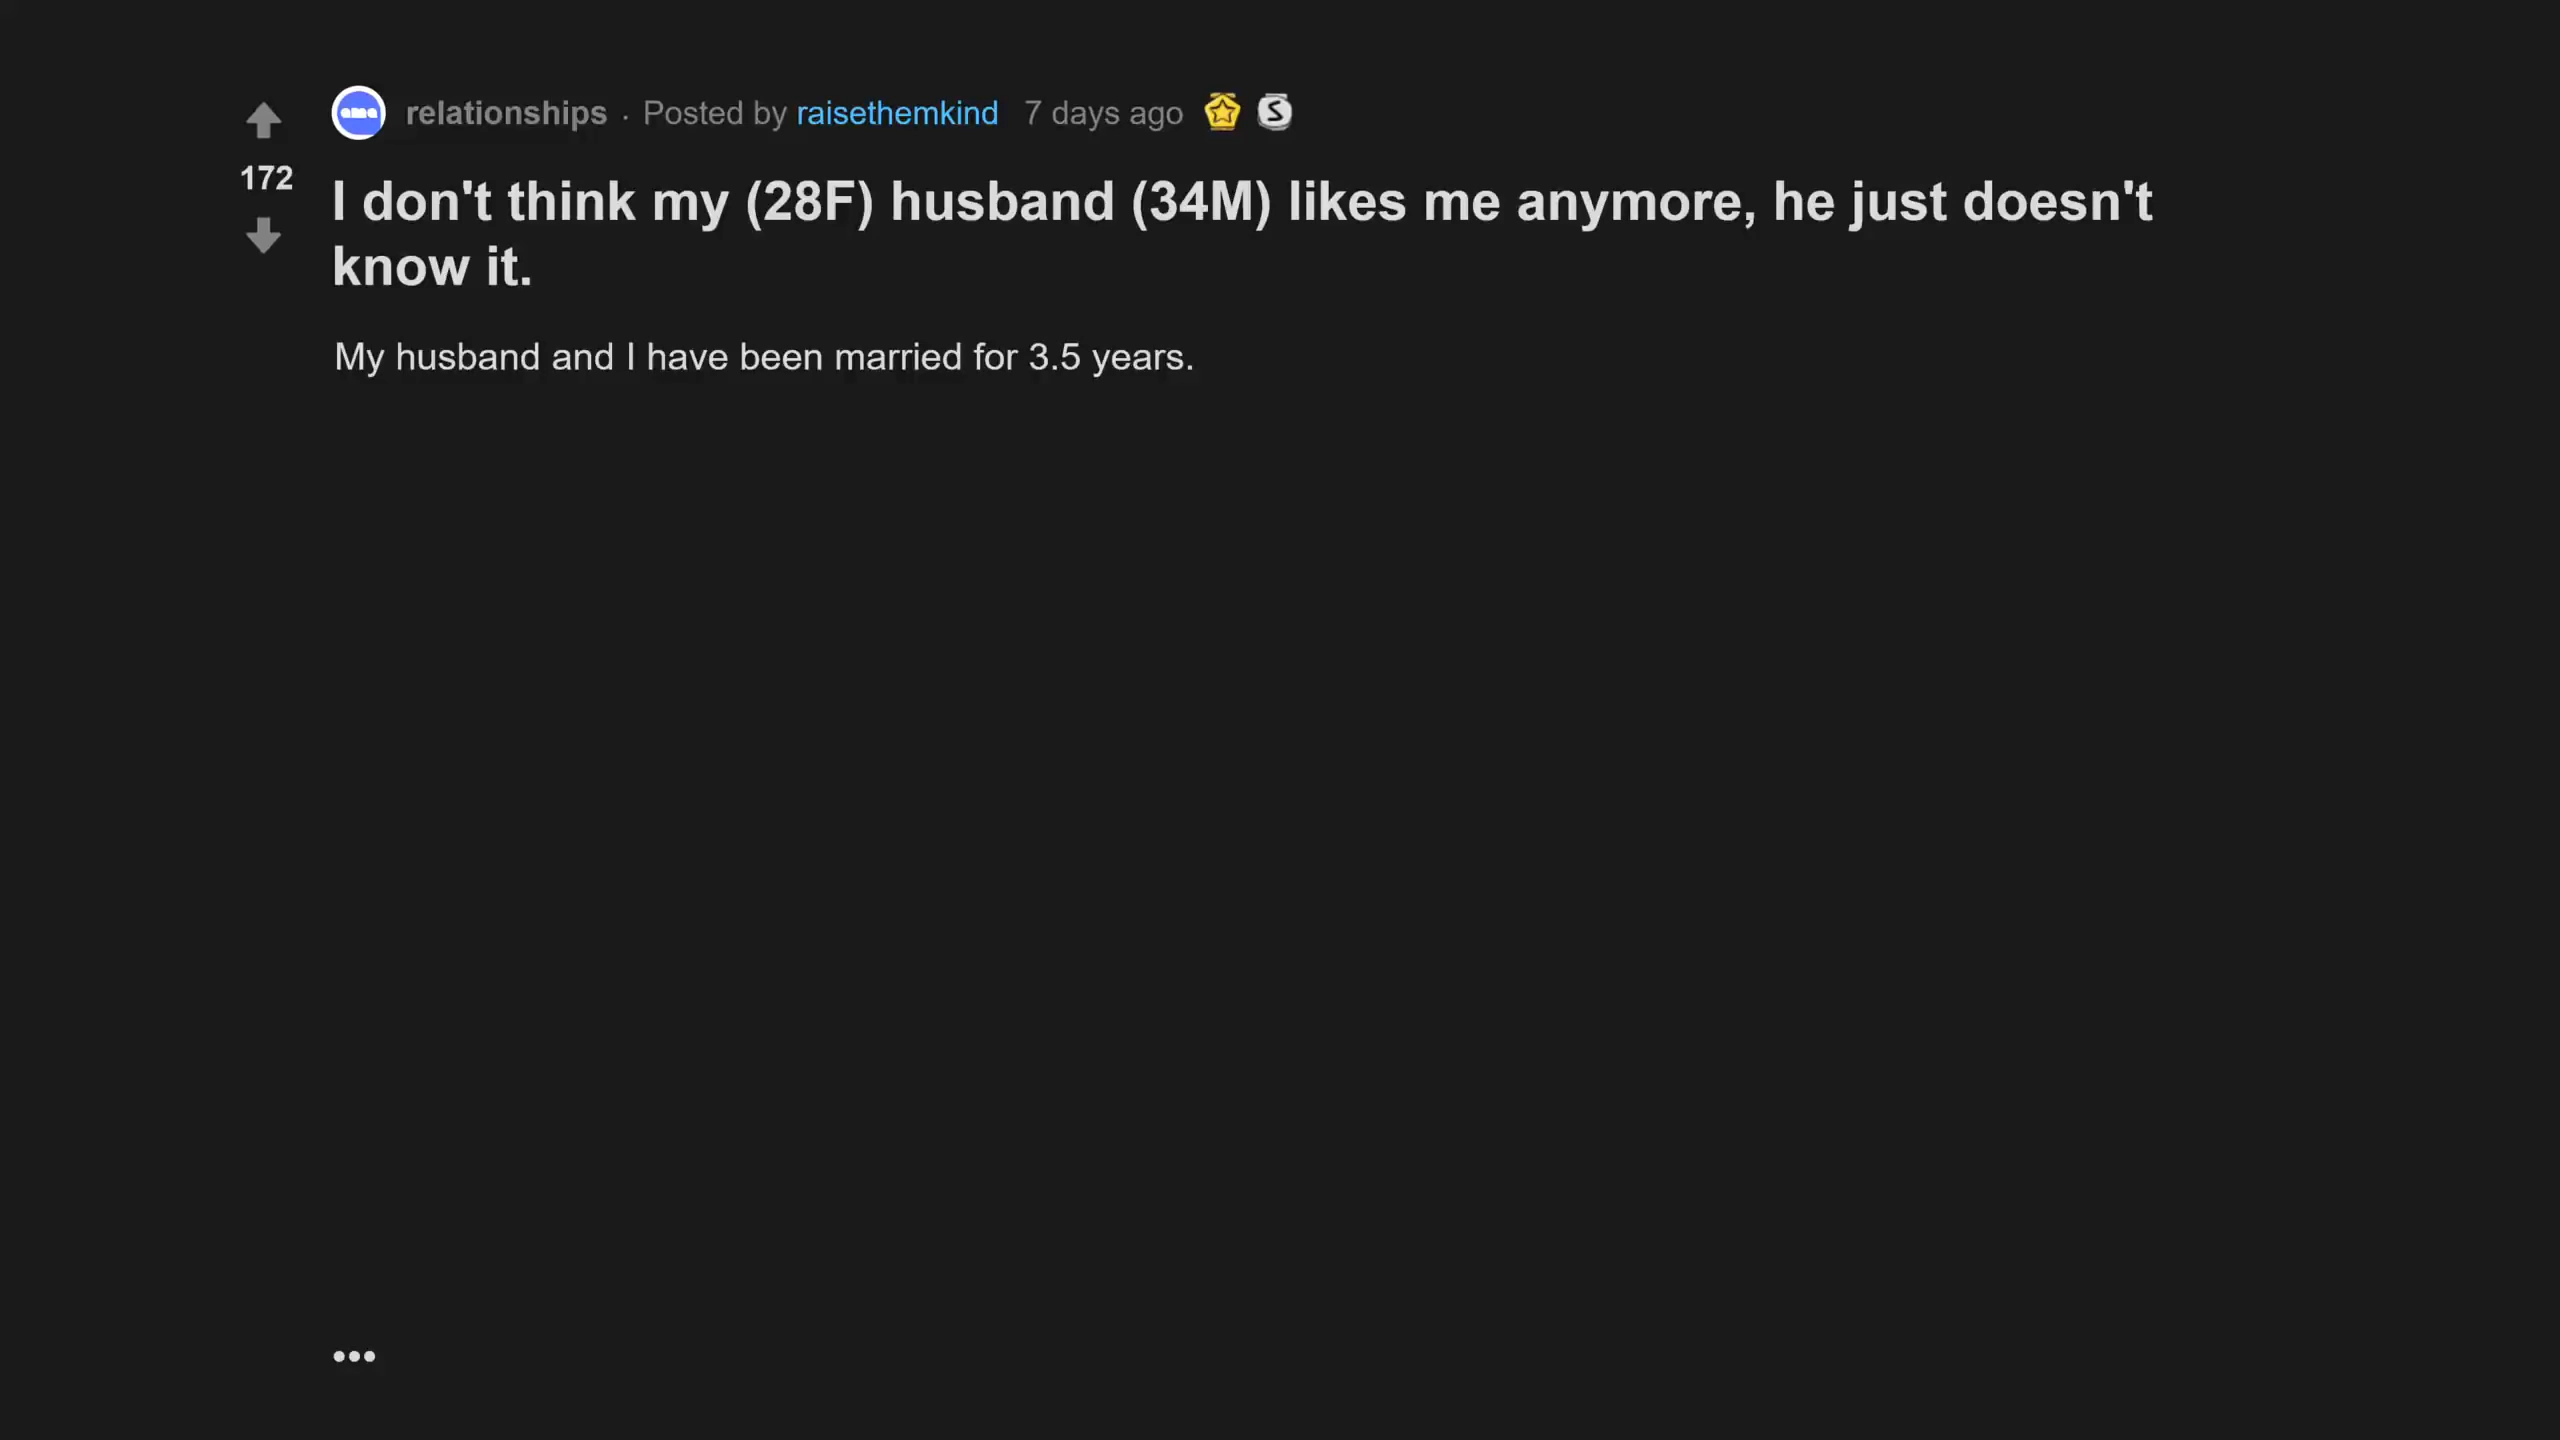 relationships · Posted by raisethemkind 7 days ago
172
I don't think my (28F) husband (34M) likes me anymore, he just doesn't
know it.
My husband and I have been married for 3.5 years.
•••